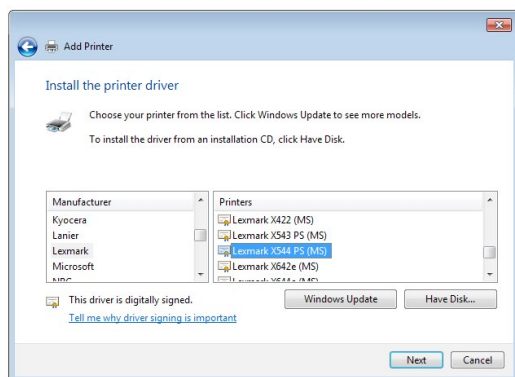 Add Printer
Install the printer driver
Choose your printer from the list. Click Windows Update to see more models.
To install the driver from an installation CD, click Have Disk.
Manufacturer
Kyocera
Lanier
Lexmark
Microsoft
Printers
Lexmark X422 (MS)
Lexmark X543 PS (MS)
Lexmark X544 PS (MS)
Lexmark X642e (MS)
This driver is digitally signed.
Tell me why driver signing is important
Windows Update
Have Disk...
Next
Cancel